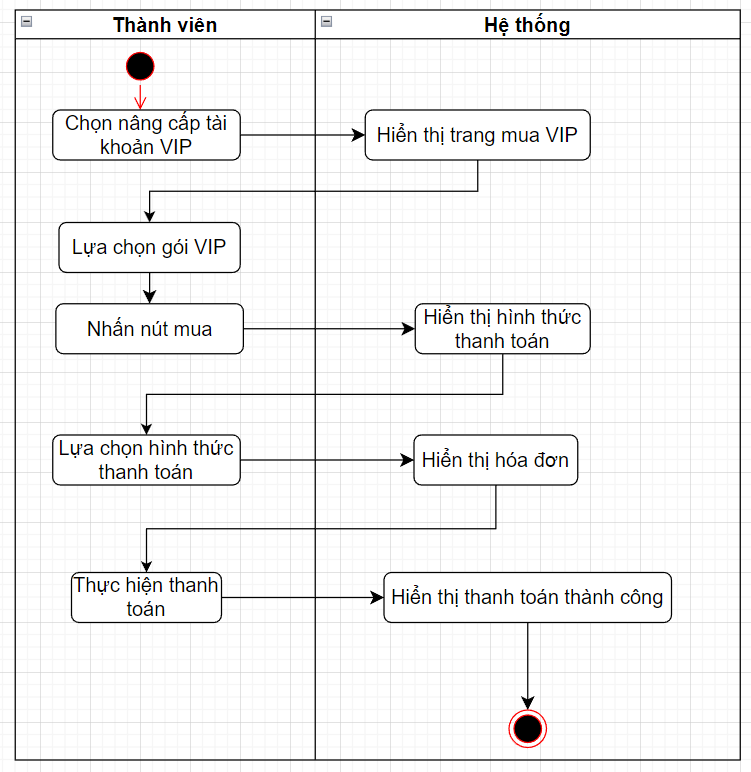 Thành viên
Hệ thống
Chọn nâng cấp tài
khoản VIP
Hiển thị trang mua VIP
Lựa chọn gói VIP
Nhấn nút mua
Hiển thị hình thức
thanh toán
Lựa chọn hình thức
thanh toán
Hiển thị hóa đơn
Thực hiện thanh
toán
Hiển thị thanh toán thành công